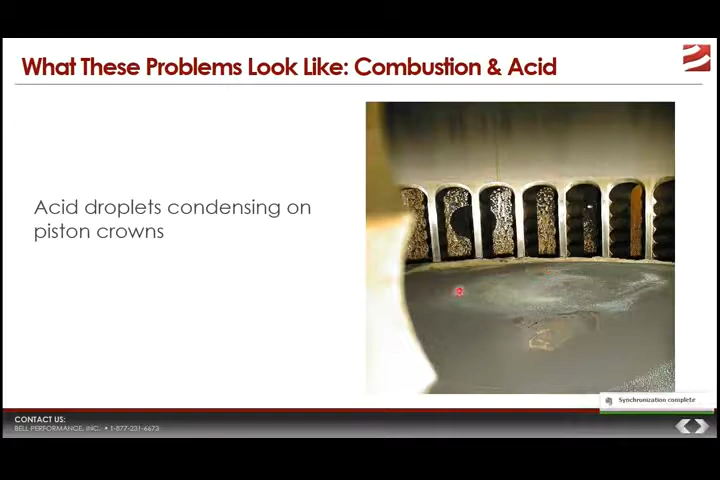 What These Problems Look Like: Combustion & Acid
Acid droplets condensing on
piston crowns
Synchronization complete
CONTACT US:
BELL PERFORMANCE, INC. • 1-877-231-6673